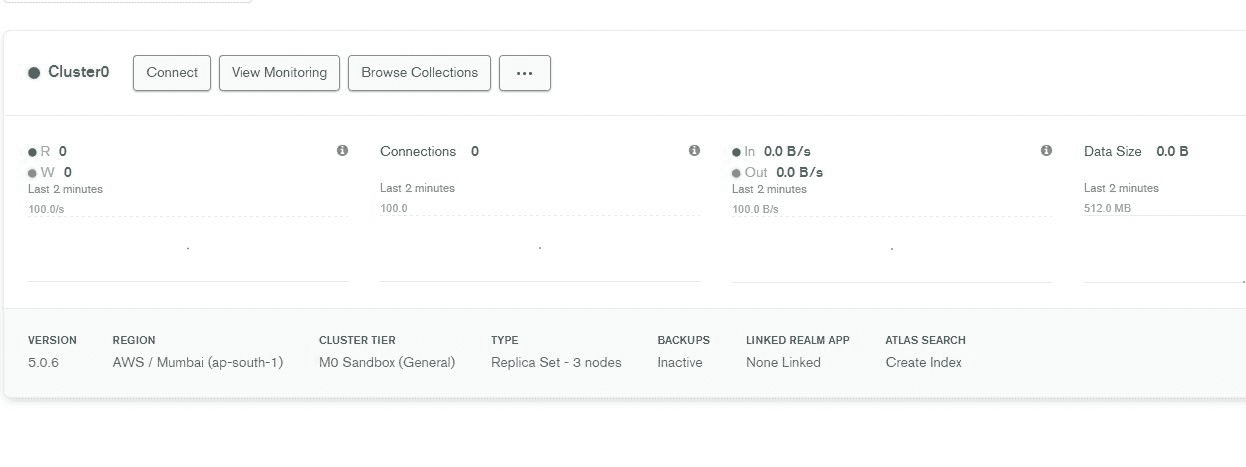 Cluster0 Connect View Monitoring Browse Collections ...
R 0
W 0
Last 2 minutes
100.0/s
Connections 0
Last 2 minutes
100.0
In 0.0 B/s
Out 0.0 B/s
Last 2 minutes
100.0 B/s
Data Size 0.0 B
Last 2 minutes
512.0 MB
VERSION REGION CLUSTER TIER TYPE BACKUPS LINKED REALM APP ATLAS SEARCH
5.0.6 AWS / Mumbai (ap-south-1) M0 Sandbox (General) Replica Set - 3 nodes Inactive None Linked Create Index